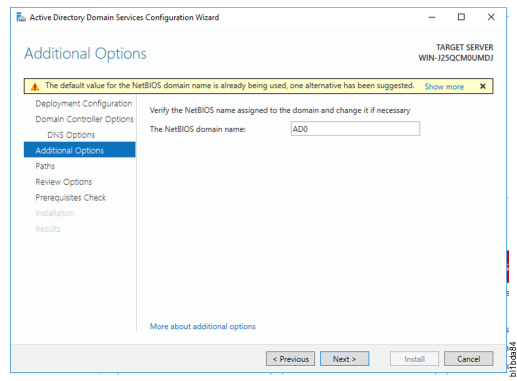 Active Directory Domain Services Configuration Wizard
Additional Options
TARGET SERVER
WIN-J25QCM0UMDJ
The default value for the NetBIOS domain name is already being used, one alternative has been suggested. Show more
Deployment Configuration
Domain Controller Options
DNS Options
Additional Options
Paths
Review Options
Prerequisites Check
Installation
Results
Verify the NetBIOS name assigned to the domain and change it if necessary
The NetBIOS domain name: AD0
More about additional options
< Previous Next > Install Cancel
bl1bda84